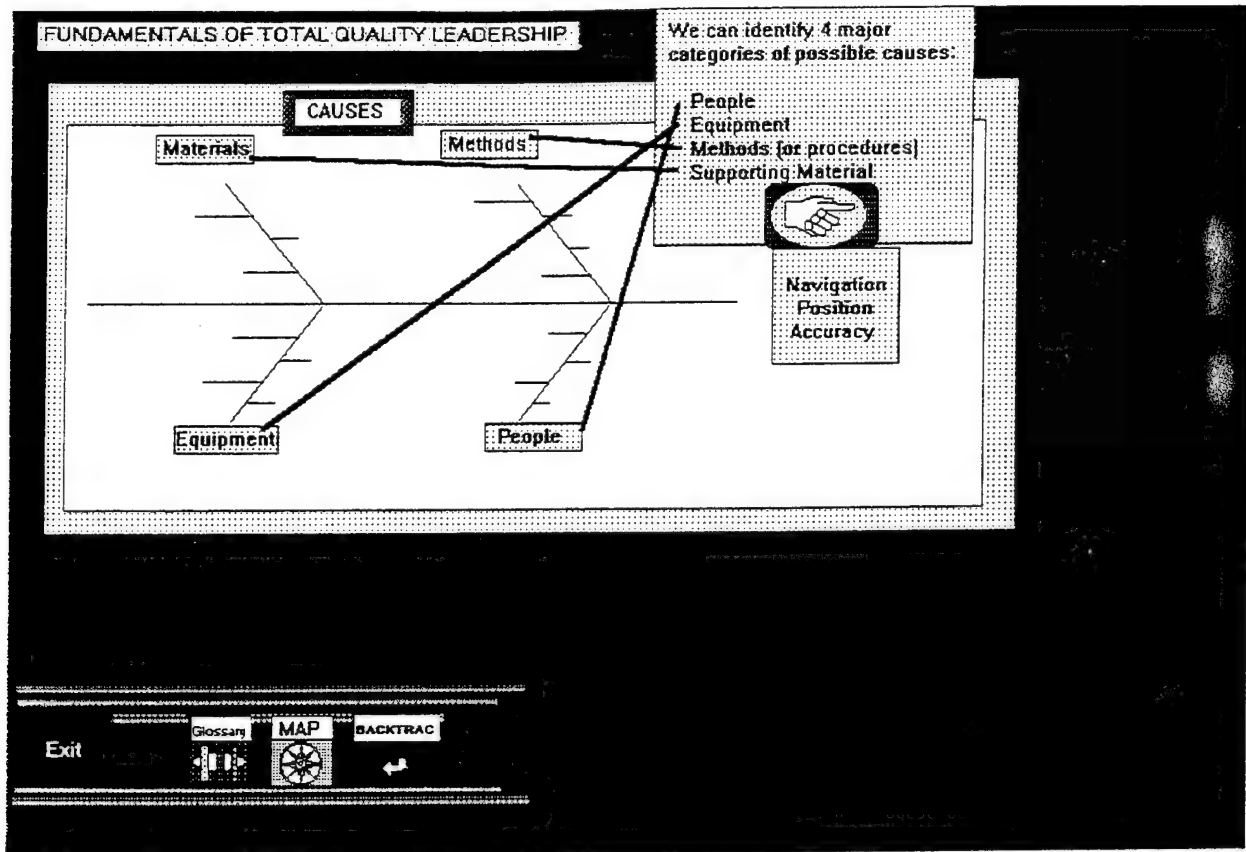 FUNDAMENTALS OF TOTAL QUALITY LEADERSHIP
We can identify 4 major
categories of possible causes:
People
Equipment
Methods (or procedures)
Supporting Material
CAUSES
Materials
Methods
Navigation
Position
Accuracy
Equipment
People
Exit
Glossary
MAP
BACKTRAC